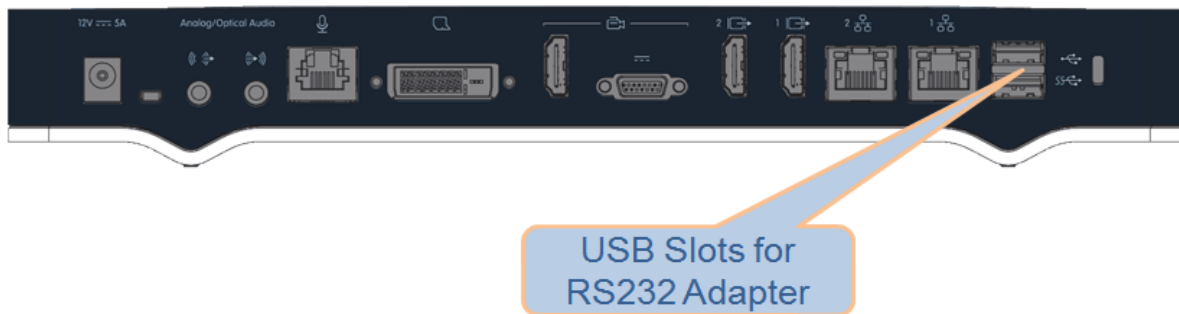 12V 5A
Analog/Optical Audio
2
1
2
1
SS
USB Slots for
RS232 Adapter